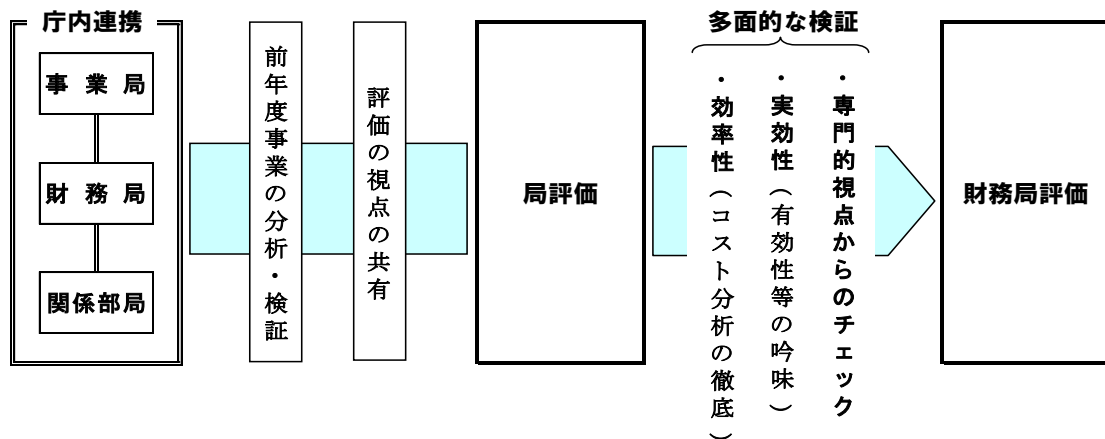 庁内連携
事業局
財務局
関係部局
前年度事業の分析・検証
評価の視点の共有
局評価
多面的な検証
・専門的視点からのチェック
・実効性（有効性等の吟味）
・効率性（コスト分析の徹底）
財務局評価